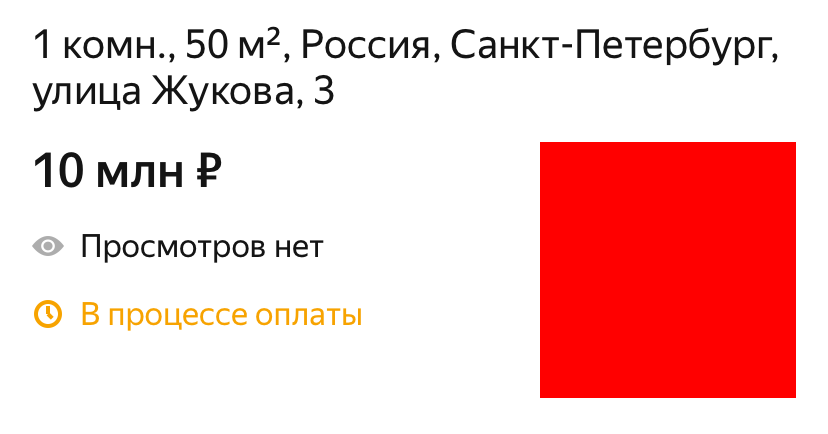 1 комн., 50 м², Россия, Санкт-Петербург,
улица Жукова, 3
10 млн ₽
Просмотров нет
В процессе оплаты